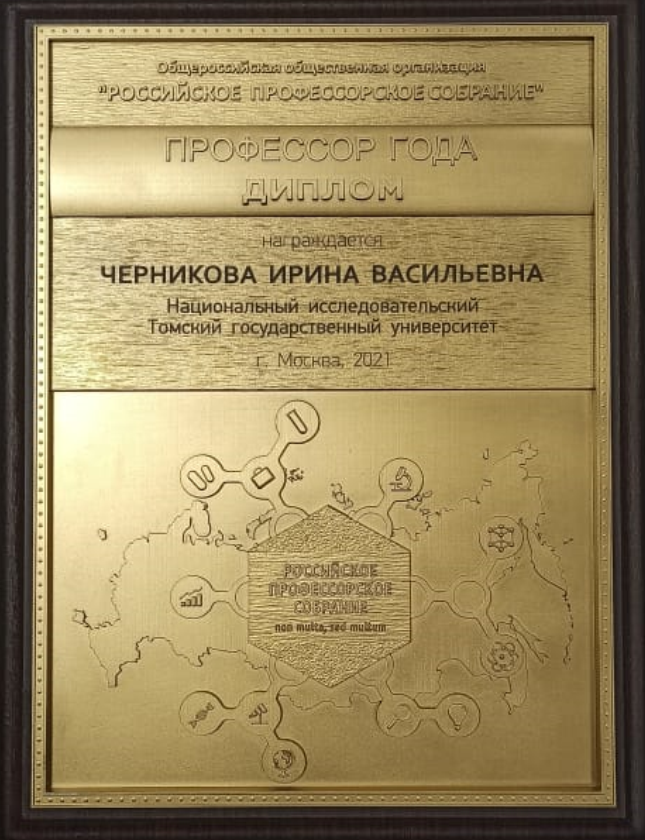 Общероссийская общественная организация
"РОССИЙСКОЕ ПРОФЕССОРСКОЕ СОБРАНИЕ"
ПРОФЕССОР ГОДА
ДИПЛОМ
награждается
ЧЕРНИКОВА ИРИНА ВАСИЛЬЕВНА
Национальный исследовательский
Томский государственный университет
г. Москва, 2021
РОССИЙСКОЕ
ПРОФЕССОРСКОЕ
СОБРАНИЕ
non multa, sed multum